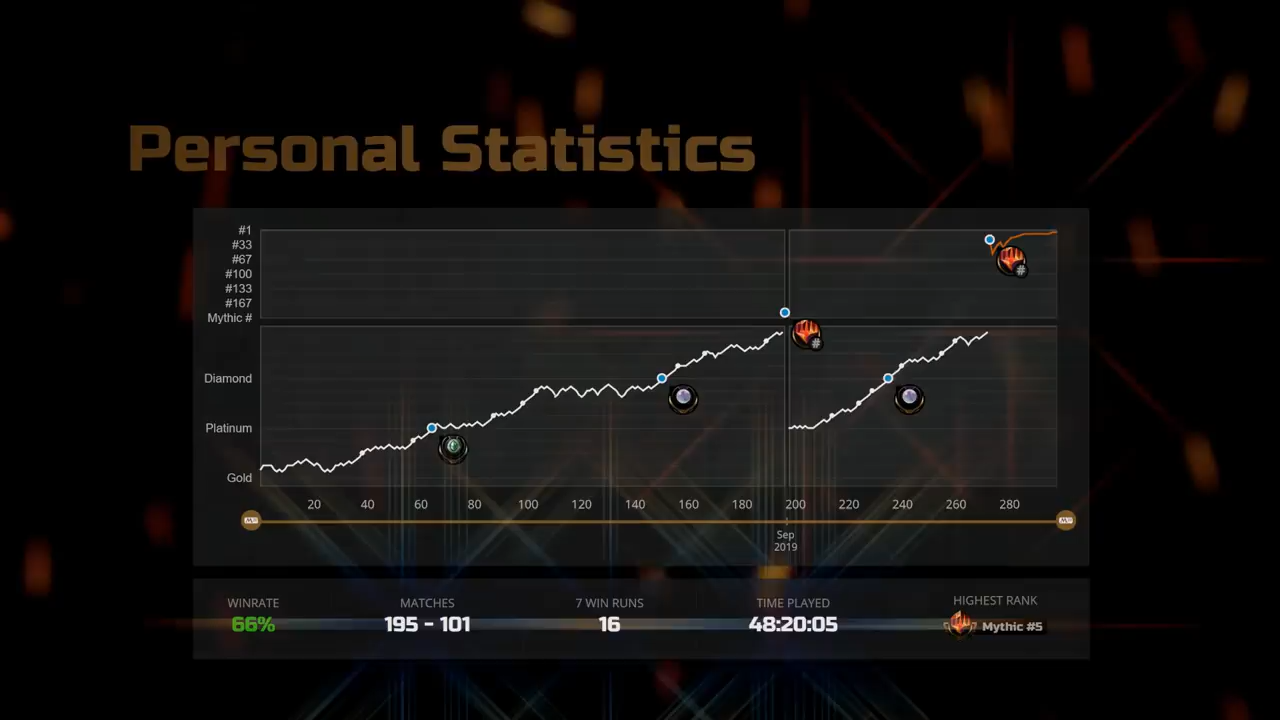 Personal Statistics
#1
#33
#67
#100
#133
#167
Mythic #
#
#
Diamond
Platinum
Gold
20 40 60 80 100 120 140 160 180 200 220 240 260 280
Sep
2019
WINRATE MATCHES 7 WIN RUNS TIME PLAYED HIGHEST RANK
66% 195 - 101 16 48:20:05 Mythic #5